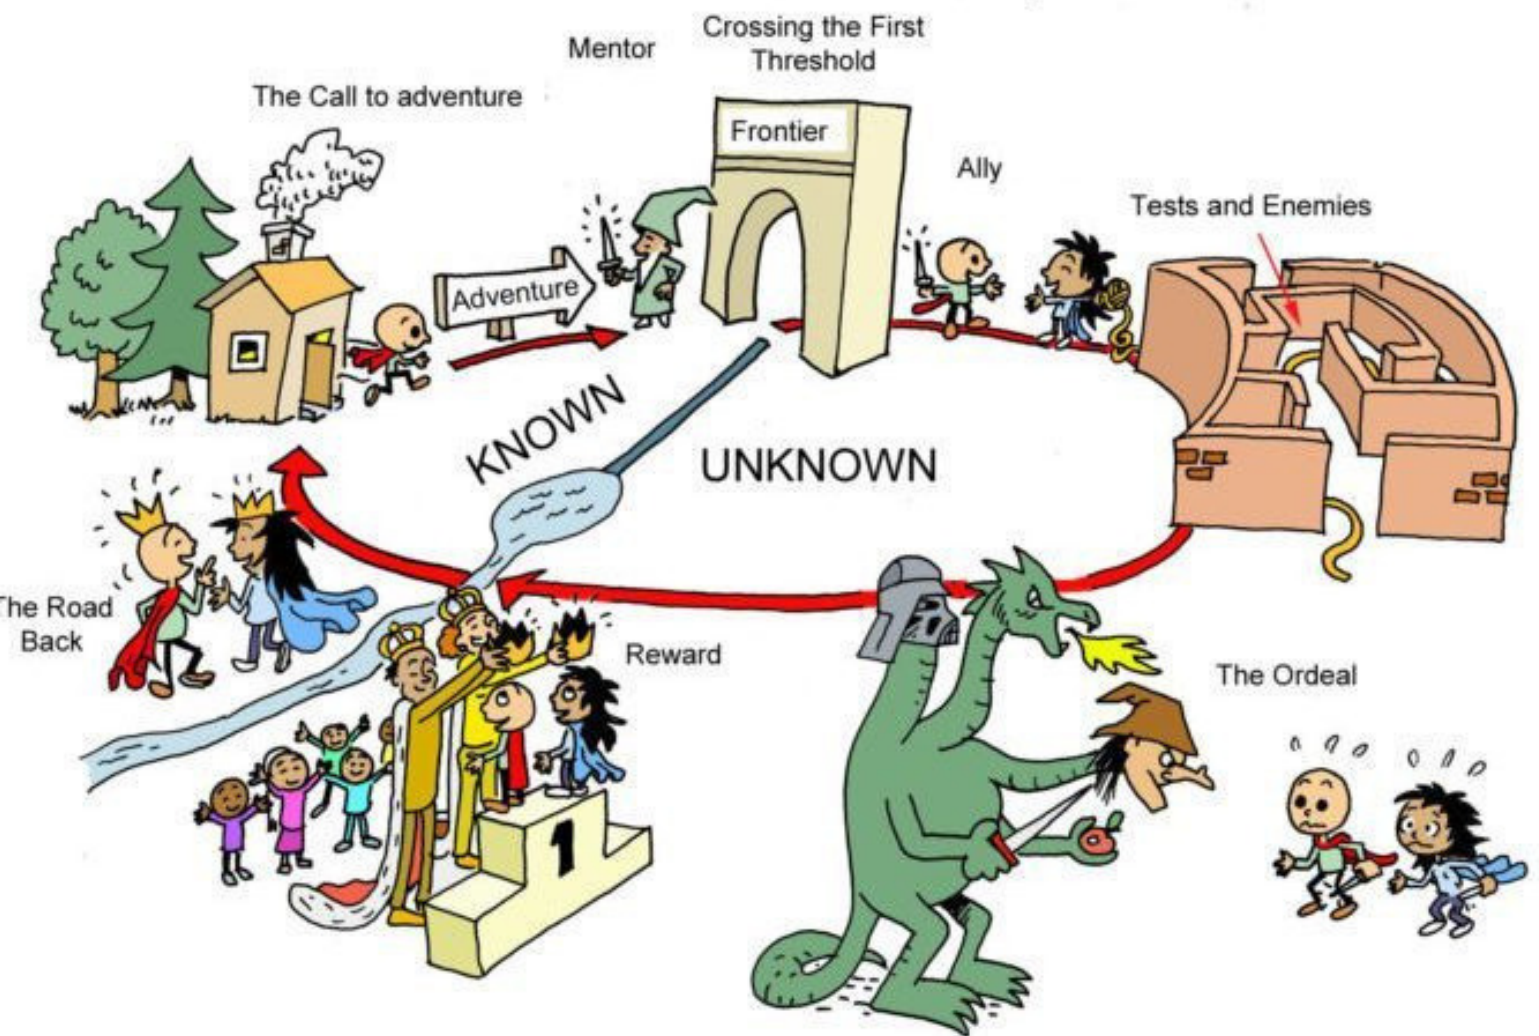 Crossing the First
Threshold
Mentor
The Call to adventure
Frontier
Ally
Tests and Enemies
Adventure
KNOWN
UNKNOWN
The Road
Back
Reward
The Ordeal
1